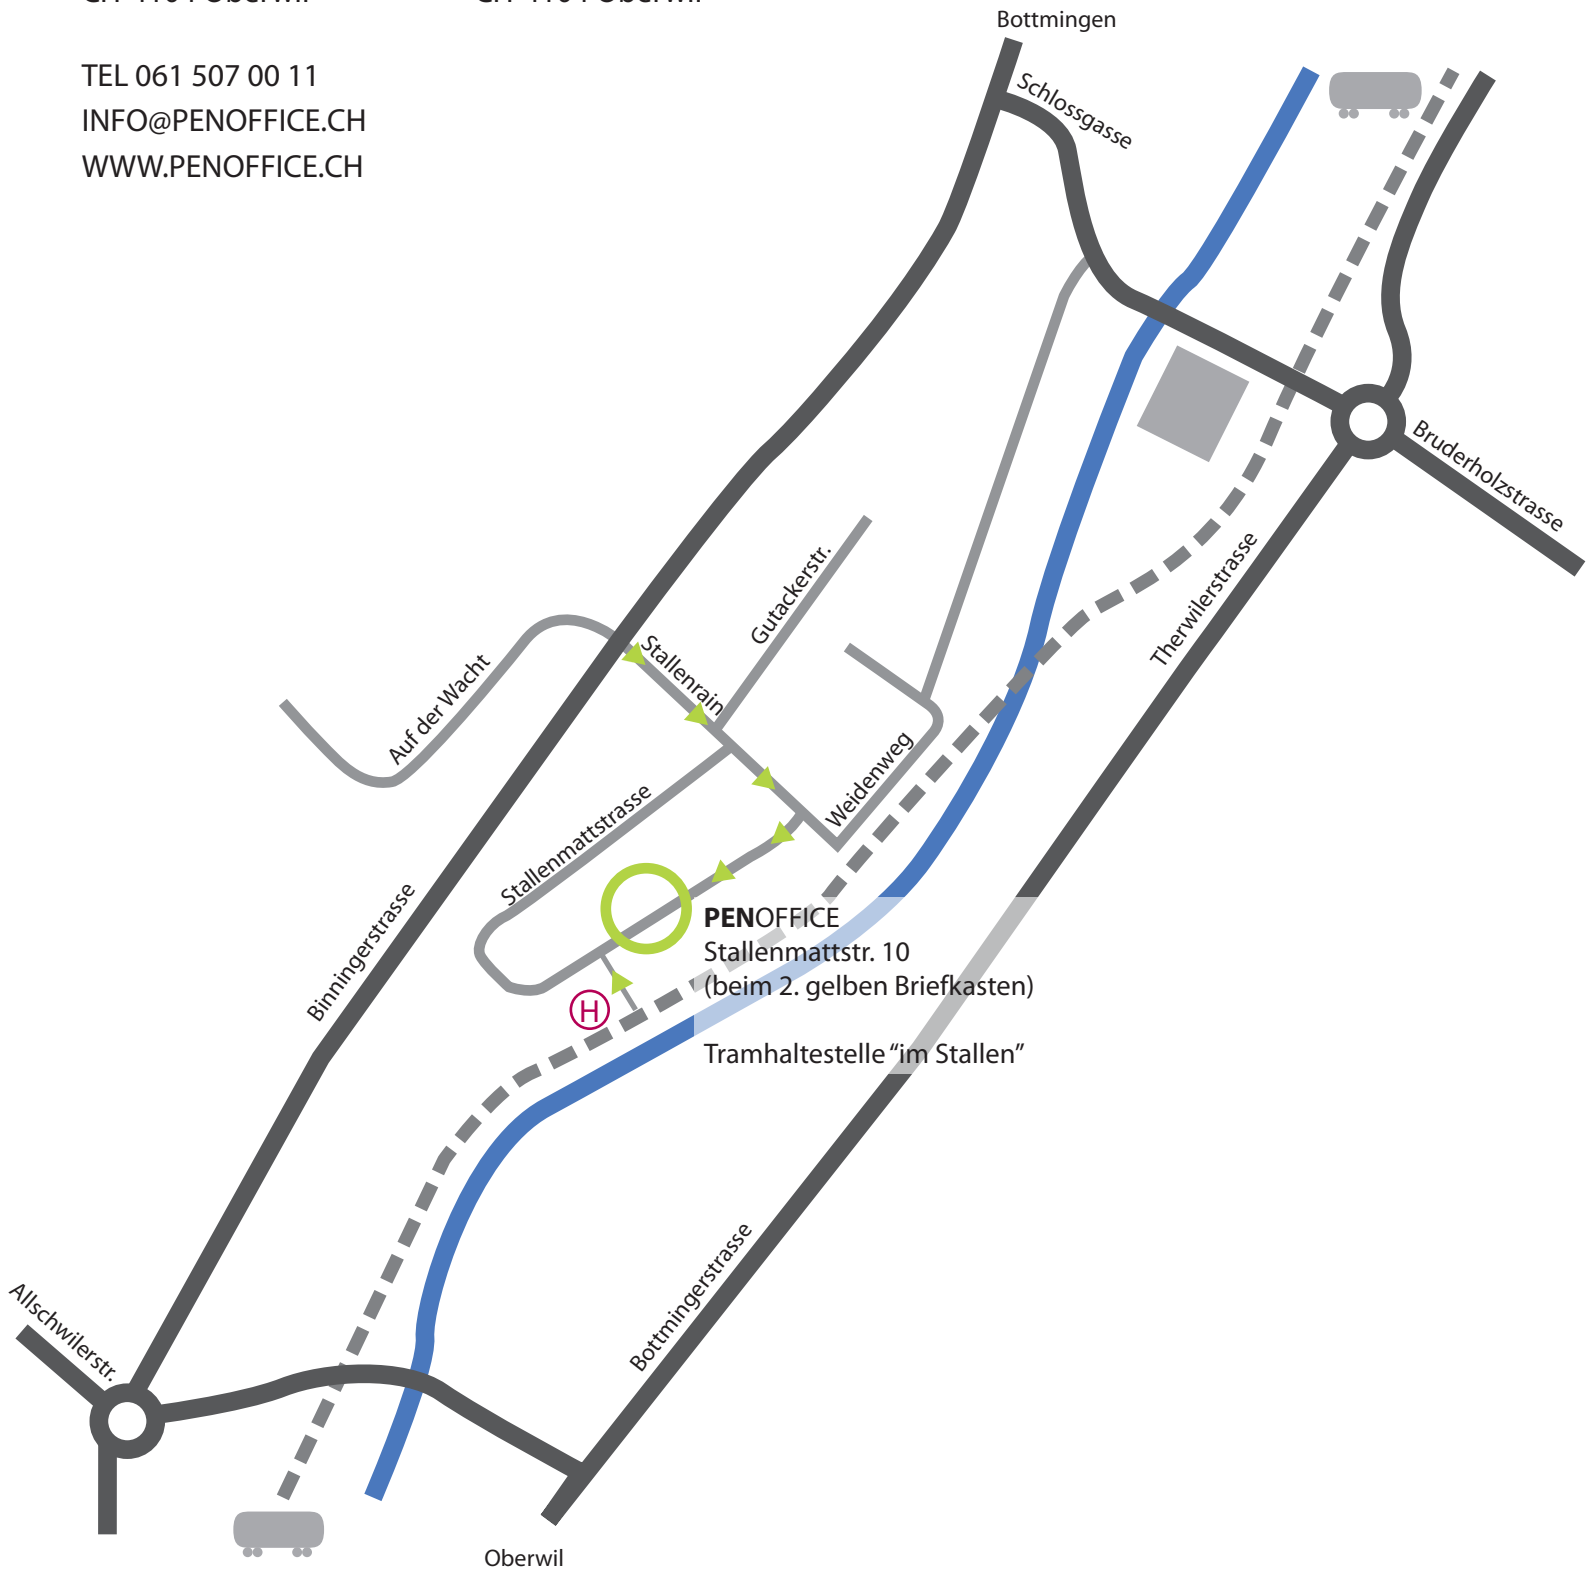 TEL 061 507 00 11
INFO@PENOFFICE.CH
WWW.PENOFFICE.CH
Bottmingen
Schlossgasse
Bruderholzstrasse
Therwilerstrasse
Gutackerstr.
Stallenrain
Auf der Wacht
Weidenweg
Stallenmattstrasse
Binningerstrasse
PENOFFICE
Stallenmattstr. 10
(beim 2. gelben Briefkasten)
H
Tramhaltestelle “im Stallen”
Bottmingerstrasse
Allschwilerstr.
Oberwil